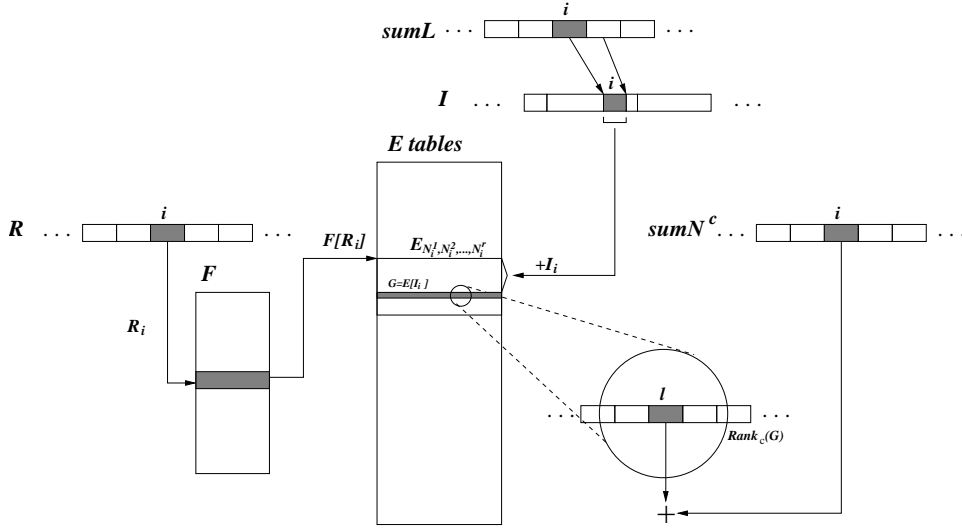 i
sumL ... ...
i
I ... ...
E tables
i
R ... ...
F[R_i]
E_{N_i^1,N_i^2,...,N_i^r}
i
sumN^c ... ...
F
+I_i
G=E[I_i ]
R_i
l
... ...
Rank_c(G)
+